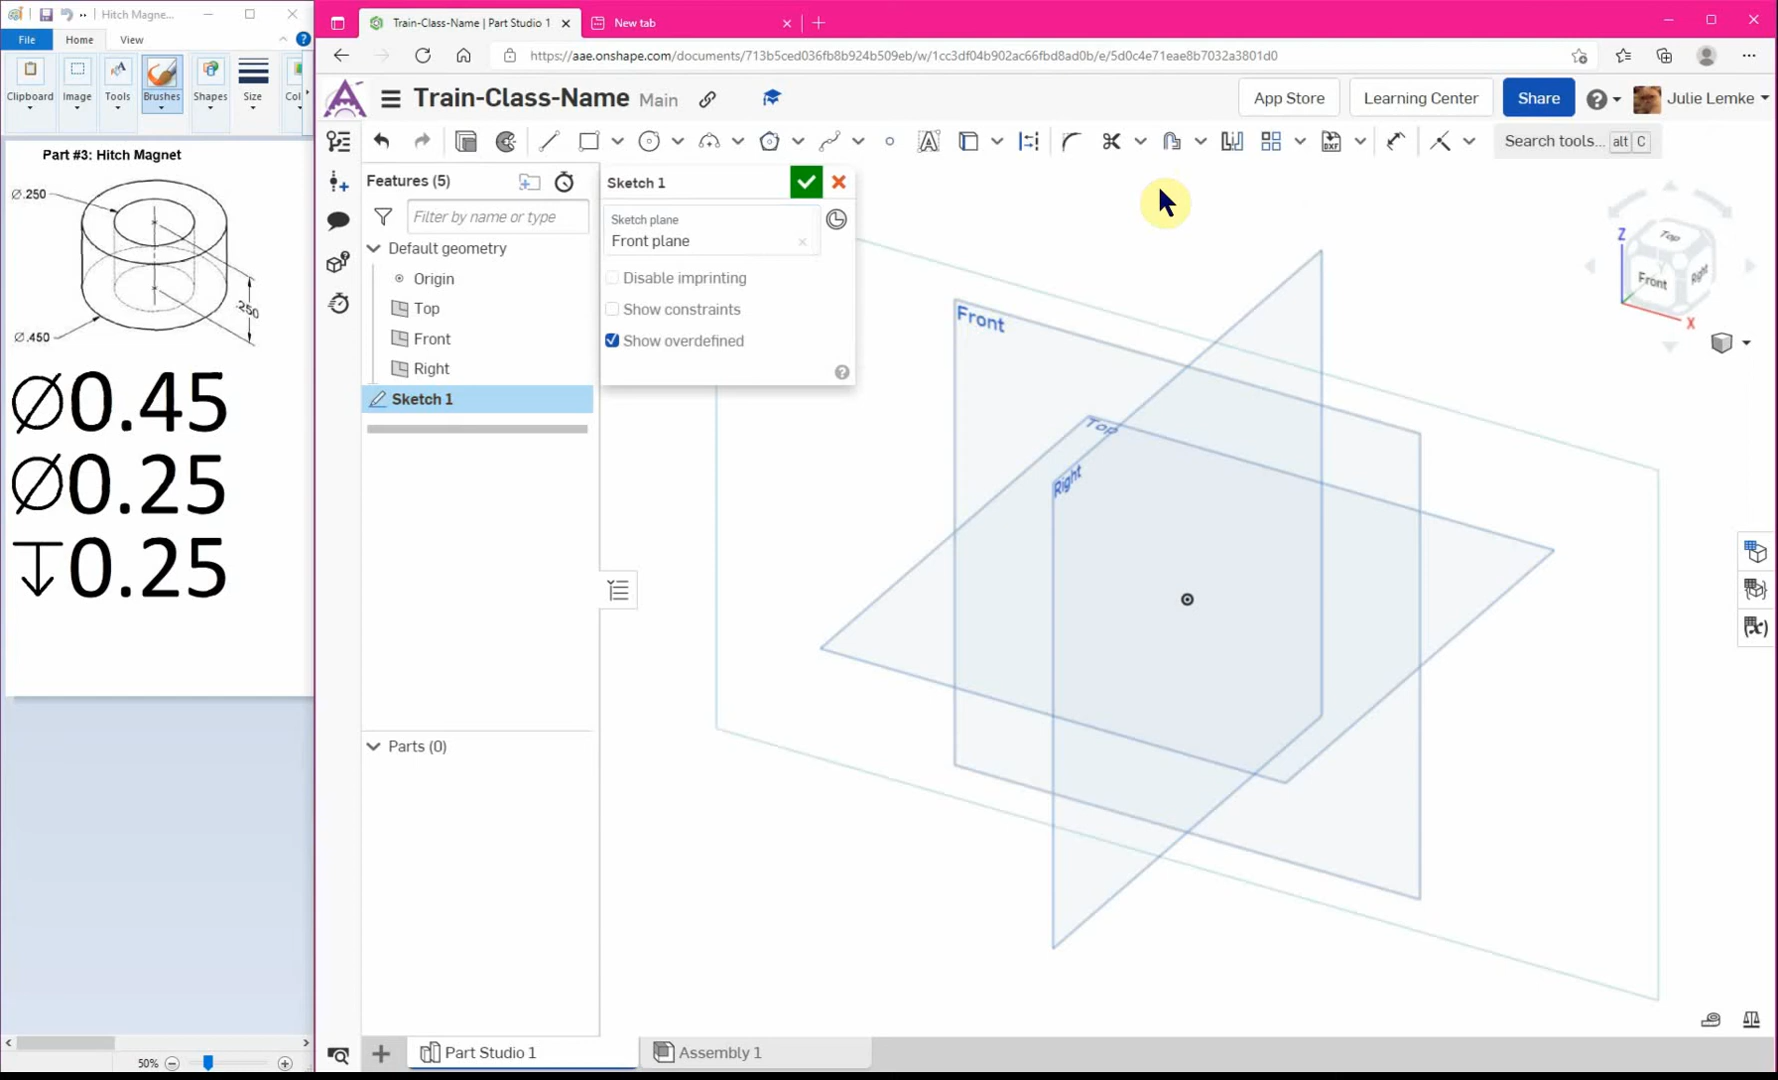 Hitch Magne...
File
Home
View
Clipboard
Image
Tools
Brushes
Shapes
Size
Col
Part #3: Hitch Magnet
Ø.250
.250
Ø.450
Ø0.45
Ø0.25
↧0.25
50%
Train-Class-Name | Part Studio 1
New tab
https://aae.onshape.com/documents/713b5ced036fb8b924b509eb/w/1cc3df04b902ac66fbd8ad0b/e/5d0c4e71eae8b7032a3801d0
Train-Class-Name Main
App Store
Learning Center
Share
Julie Lemke
Search tools... alt C
Features (5)
Filter by name or type
Default geometry
Origin
Top
Front
Right
Sketch 1
Parts (0)
Sketch 1
Sketch plane
Front plane
Disable imprinting
Show constraints
Show overdefined
Front
Top
Right
Z
Top
Front
Right
X
Part Studio 1
Assembly 1